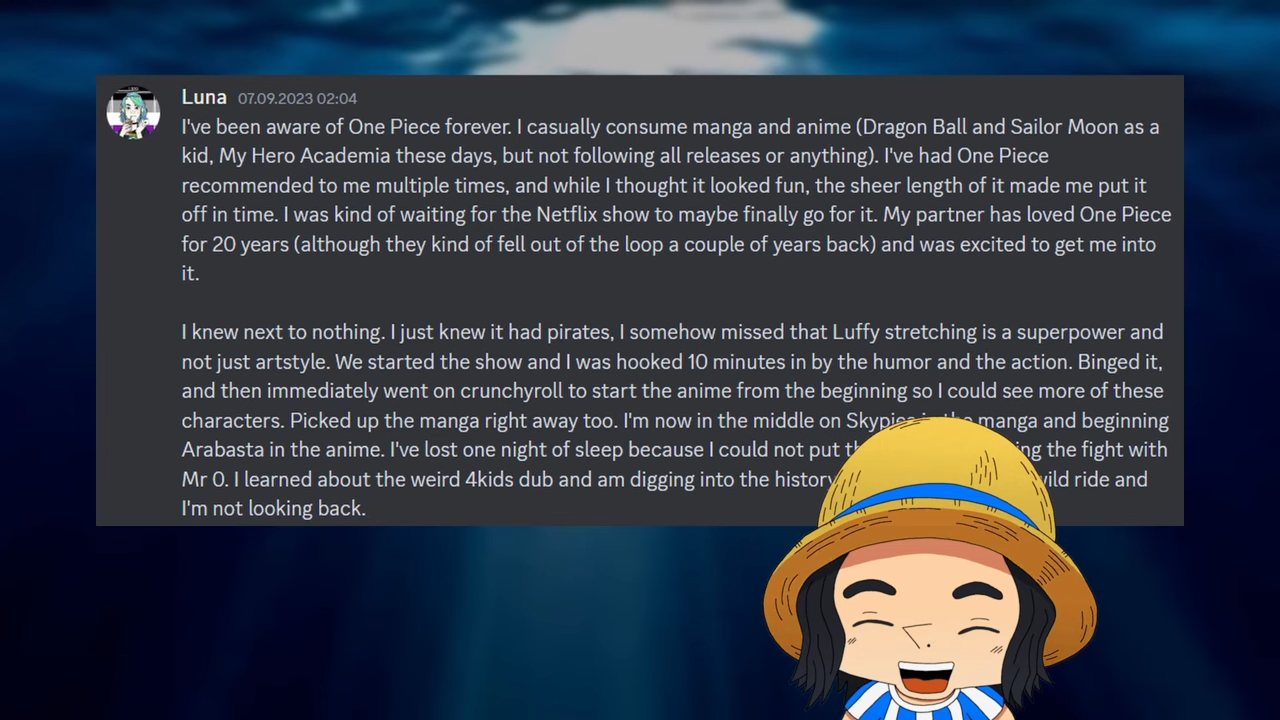 Luna 07.09.2023 02:04
I've been aware of One Piece forever. I casually consume manga and anime (Dragon Ball and Sailor Moon as a
kid, My Hero Academia these days, but not following all releases or anything). I've had One Piece
recommended to me multiple times, and while I thought it looked fun, the sheer length of it made me put it
off in time. I was kind of waiting for the Netflix show to maybe finally go for it. My partner has loved One Piece
for 20 years (although they kind of fell out of the loop a couple of years back) and was excited to get me into
it.
I knew next to nothing. I just knew it had pirates, I somehow missed that Luffy stretching is a superpower and
not just artstyle. We started the show and I was hooked 10 minutes in by the humor and the action. Binged it,
and then immediately went on crunchyroll to start the anime from the beginning so I could see more of these
characters. Picked up the manga right away too. I'm now in the middle on Skypiea in the manga and beginning
Arabasta in the anime. I've lost one night of sleep because I could not put the fight with
Mr 0. I learned about the weird 4kids dub and am digging into the history ride and
I'm not looking back.